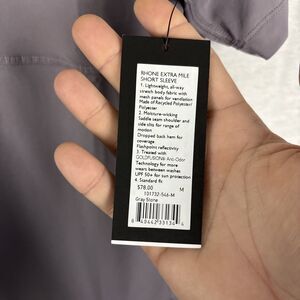 RHONE EXTRA MILE
SHORT SLEEVE
1. Lightweight, all-way
stretch body fabric with
mesh panels for ventilation
Made of Recycled Polyester/
Polyester
2. Moisture-wicking
Saddle seam shoulder and
side slits for range of
motion
Dropped back hem for
coverage
Flashpoint reflectivity
3. Treated with
GOLDFUSION® Anti-Odor
Technology for more
wears between washes
UPF 50+ for sun protection
4. Standard fit
$78.00 M
101732-546-M
Gray Stone